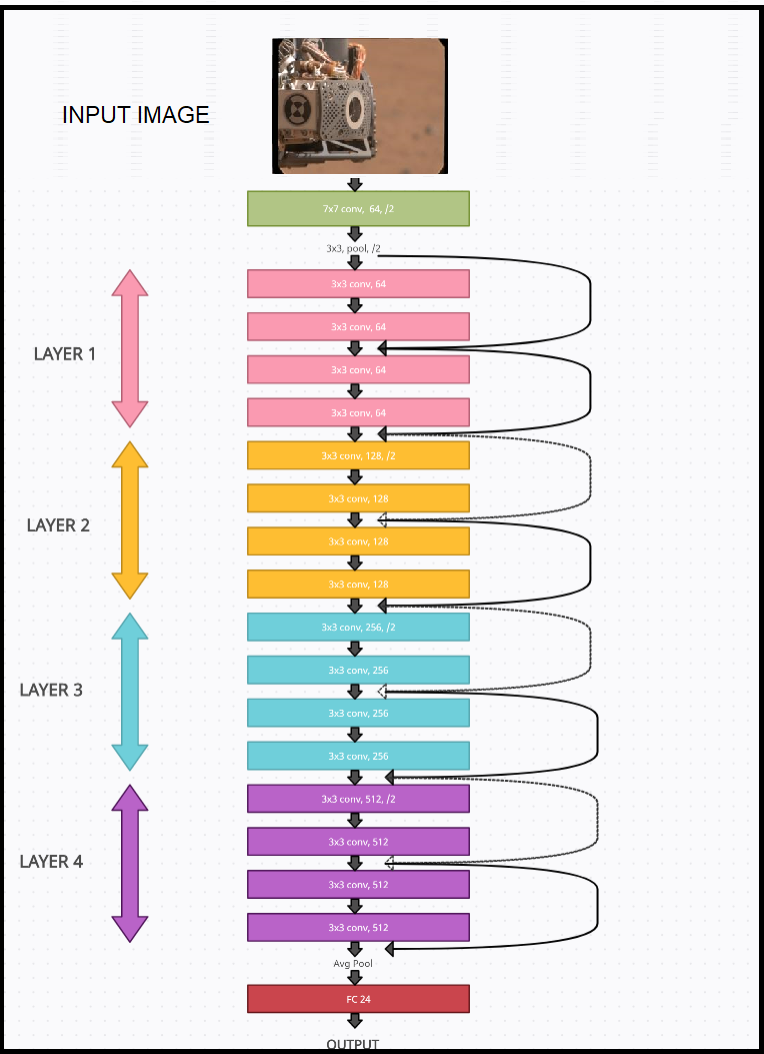 INPUT IMAGE
7x7 conv,  64, /2
3x3, pool, /2
LAYER 1
3x3 conv, 64
3x3 conv, 64
3x3 conv, 64
3x3 conv, 64
LAYER 2
3x3 conv, 128, /2
3x3 conv, 128
3x3 conv, 128
3x3 conv, 128
LAYER 3
3x3 conv, 256, /2
3x3 conv, 256
3x3 conv, 256
3x3 conv, 256
LAYER 4
3x3 conv, 512, /2
3x3 conv, 512
3x3 conv, 512
3x3 conv, 512
Avg Pool
FC 24
OUTPUT